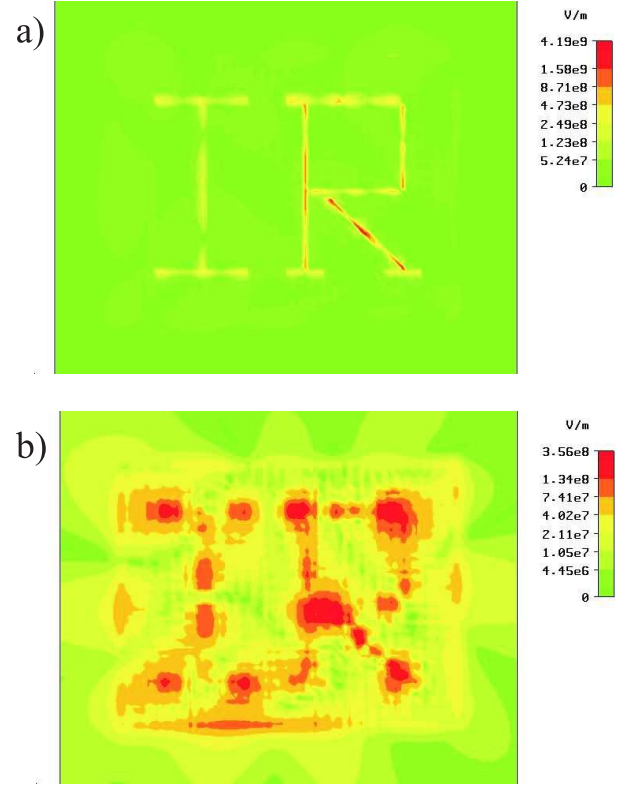 a)
V/m
4.19e9
1.58e9
8.71e8
4.73e8
2.49e8
1.23e8
5.24e7
0
IR
b)
V/m
3.56e8
1.34e8
7.41e7
4.02e7
2.11e7
1.05e7
4.45e6
0